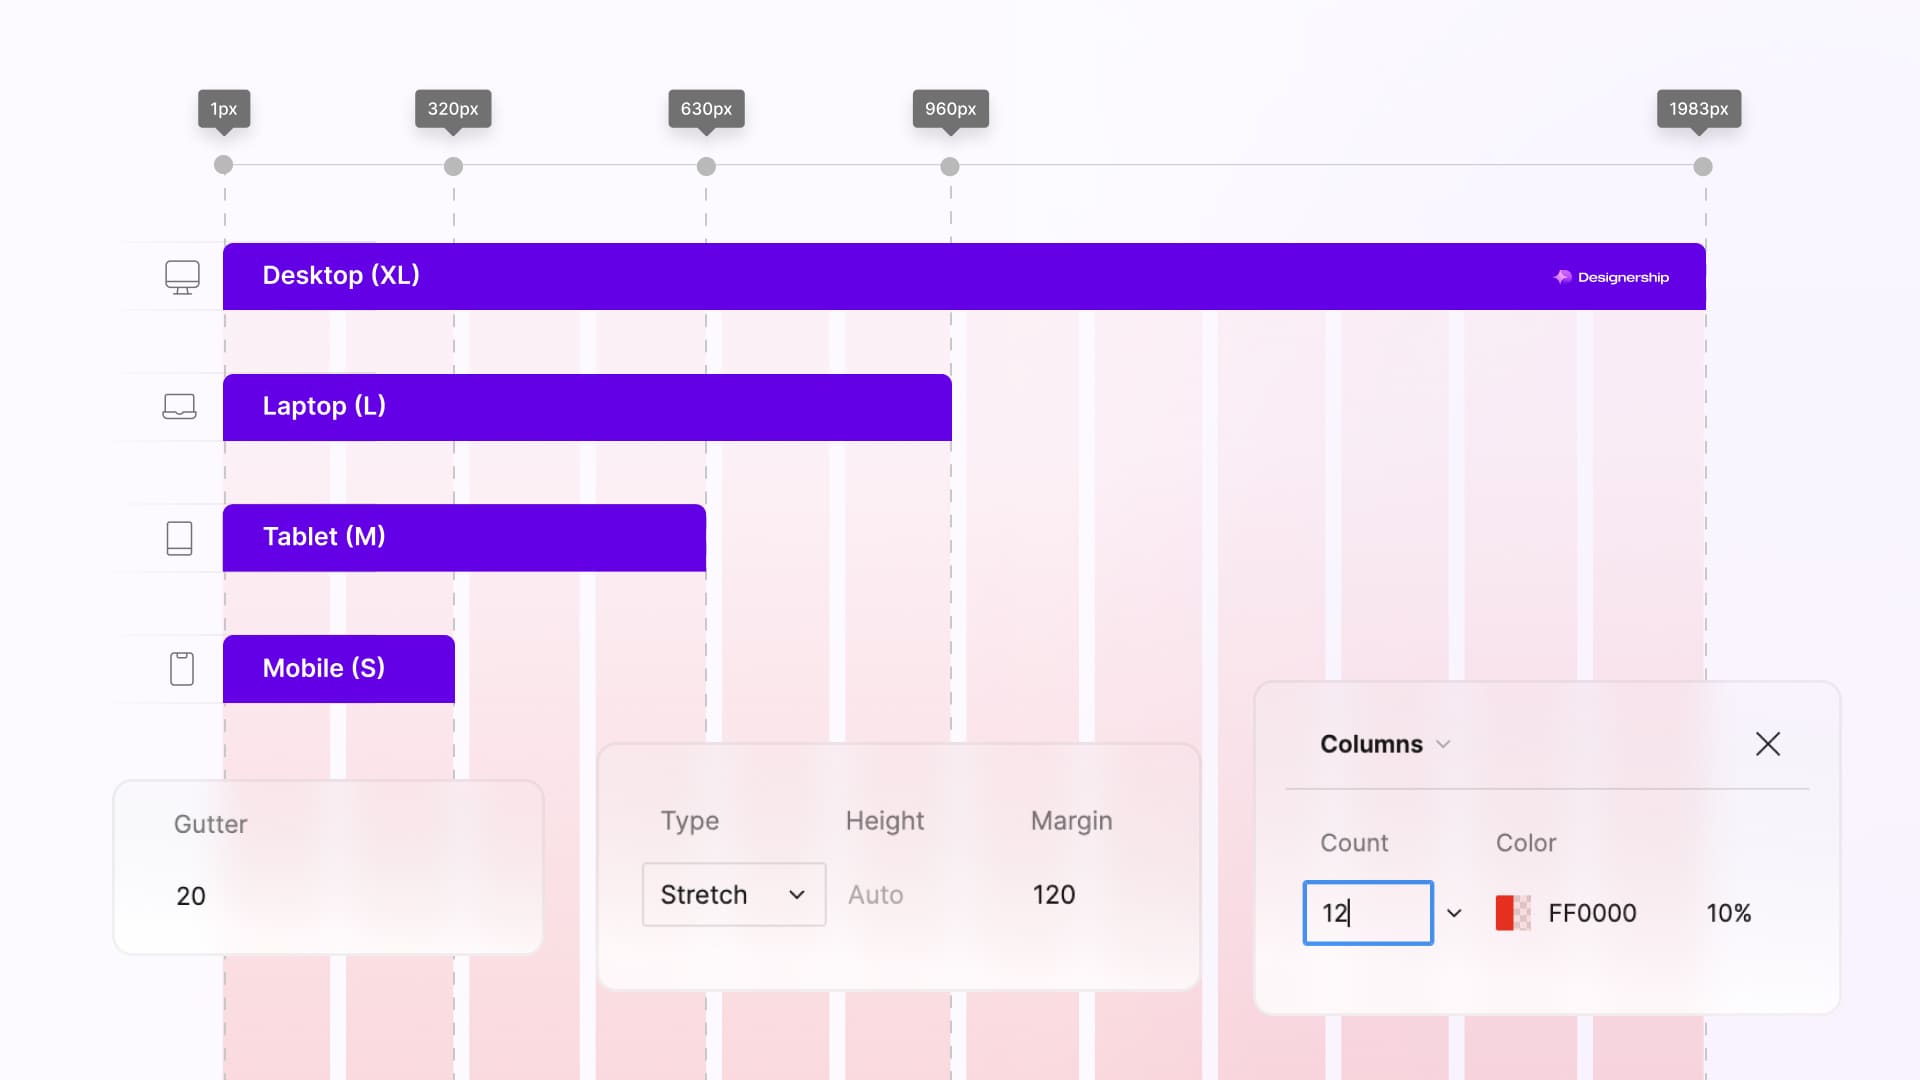 1px
320px
630px
960px
1983px
Desktop (XL)
Designership
Laptop (L)
Tablet (M)
Mobile (S)
Gutter
20
Type
Height
Margin
Stretch
Auto
120
Columns
Count
Color
12
FF0000
10%